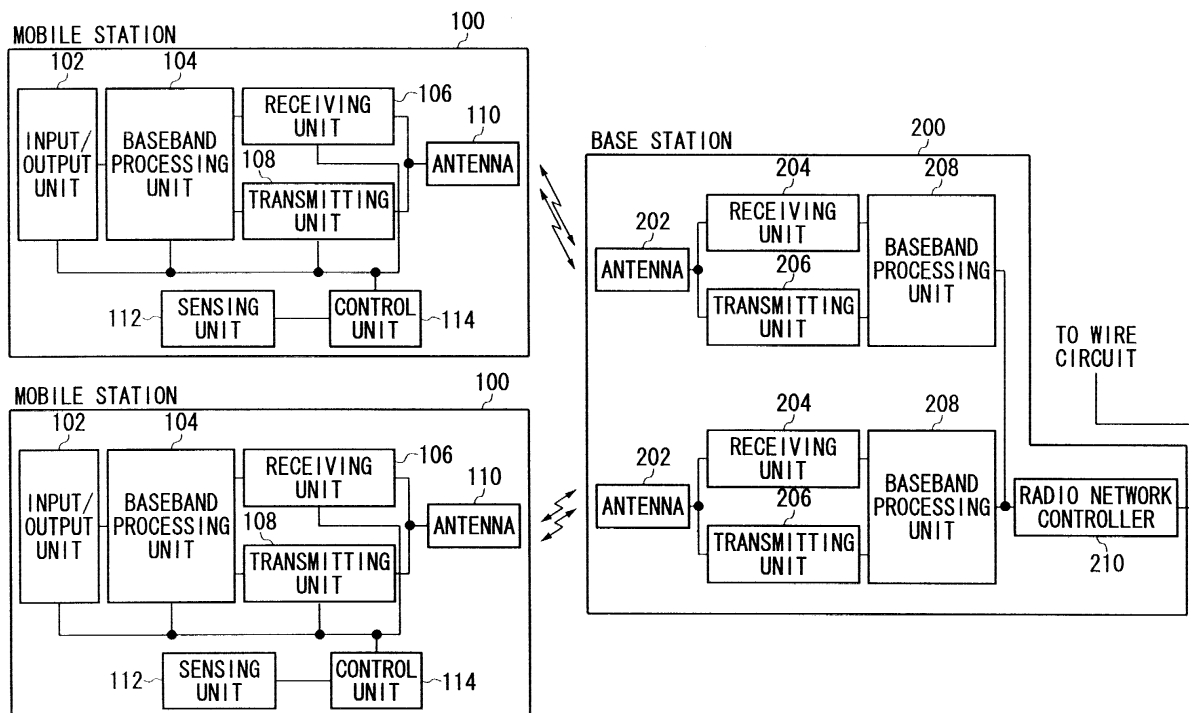 MOBILE STATION
100
102
104
INPUT/
OUTPUT
UNIT
BASEBAND
PROCESSING
UNIT
RECEIVING
UNIT
106
108
TRANSMITTING
UNIT
110
ANTENNA
112
SENSING
UNIT
CONTROL
UNIT
114
MOBILE STATION
100
102
104
INPUT/
OUTPUT
UNIT
BASEBAND
PROCESSING
UNIT
RECEIVING
UNIT
106
108
TRANSMITTING
UNIT
110
ANTENNA
112
SENSING
UNIT
CONTROL
UNIT
114
BASE STATION
200
202
ANTENNA
204
RECEIVING
UNIT
206
TRANSMITTING
UNIT
208
BASEBAND
PROCESSING
UNIT
202
ANTENNA
204
RECEIVING
UNIT
206
TRANSMITTING
UNIT
208
BASEBAND
PROCESSING
UNIT
RADIO NETWORK
CONTROLLER
210
TO WIRE
CIRCUIT